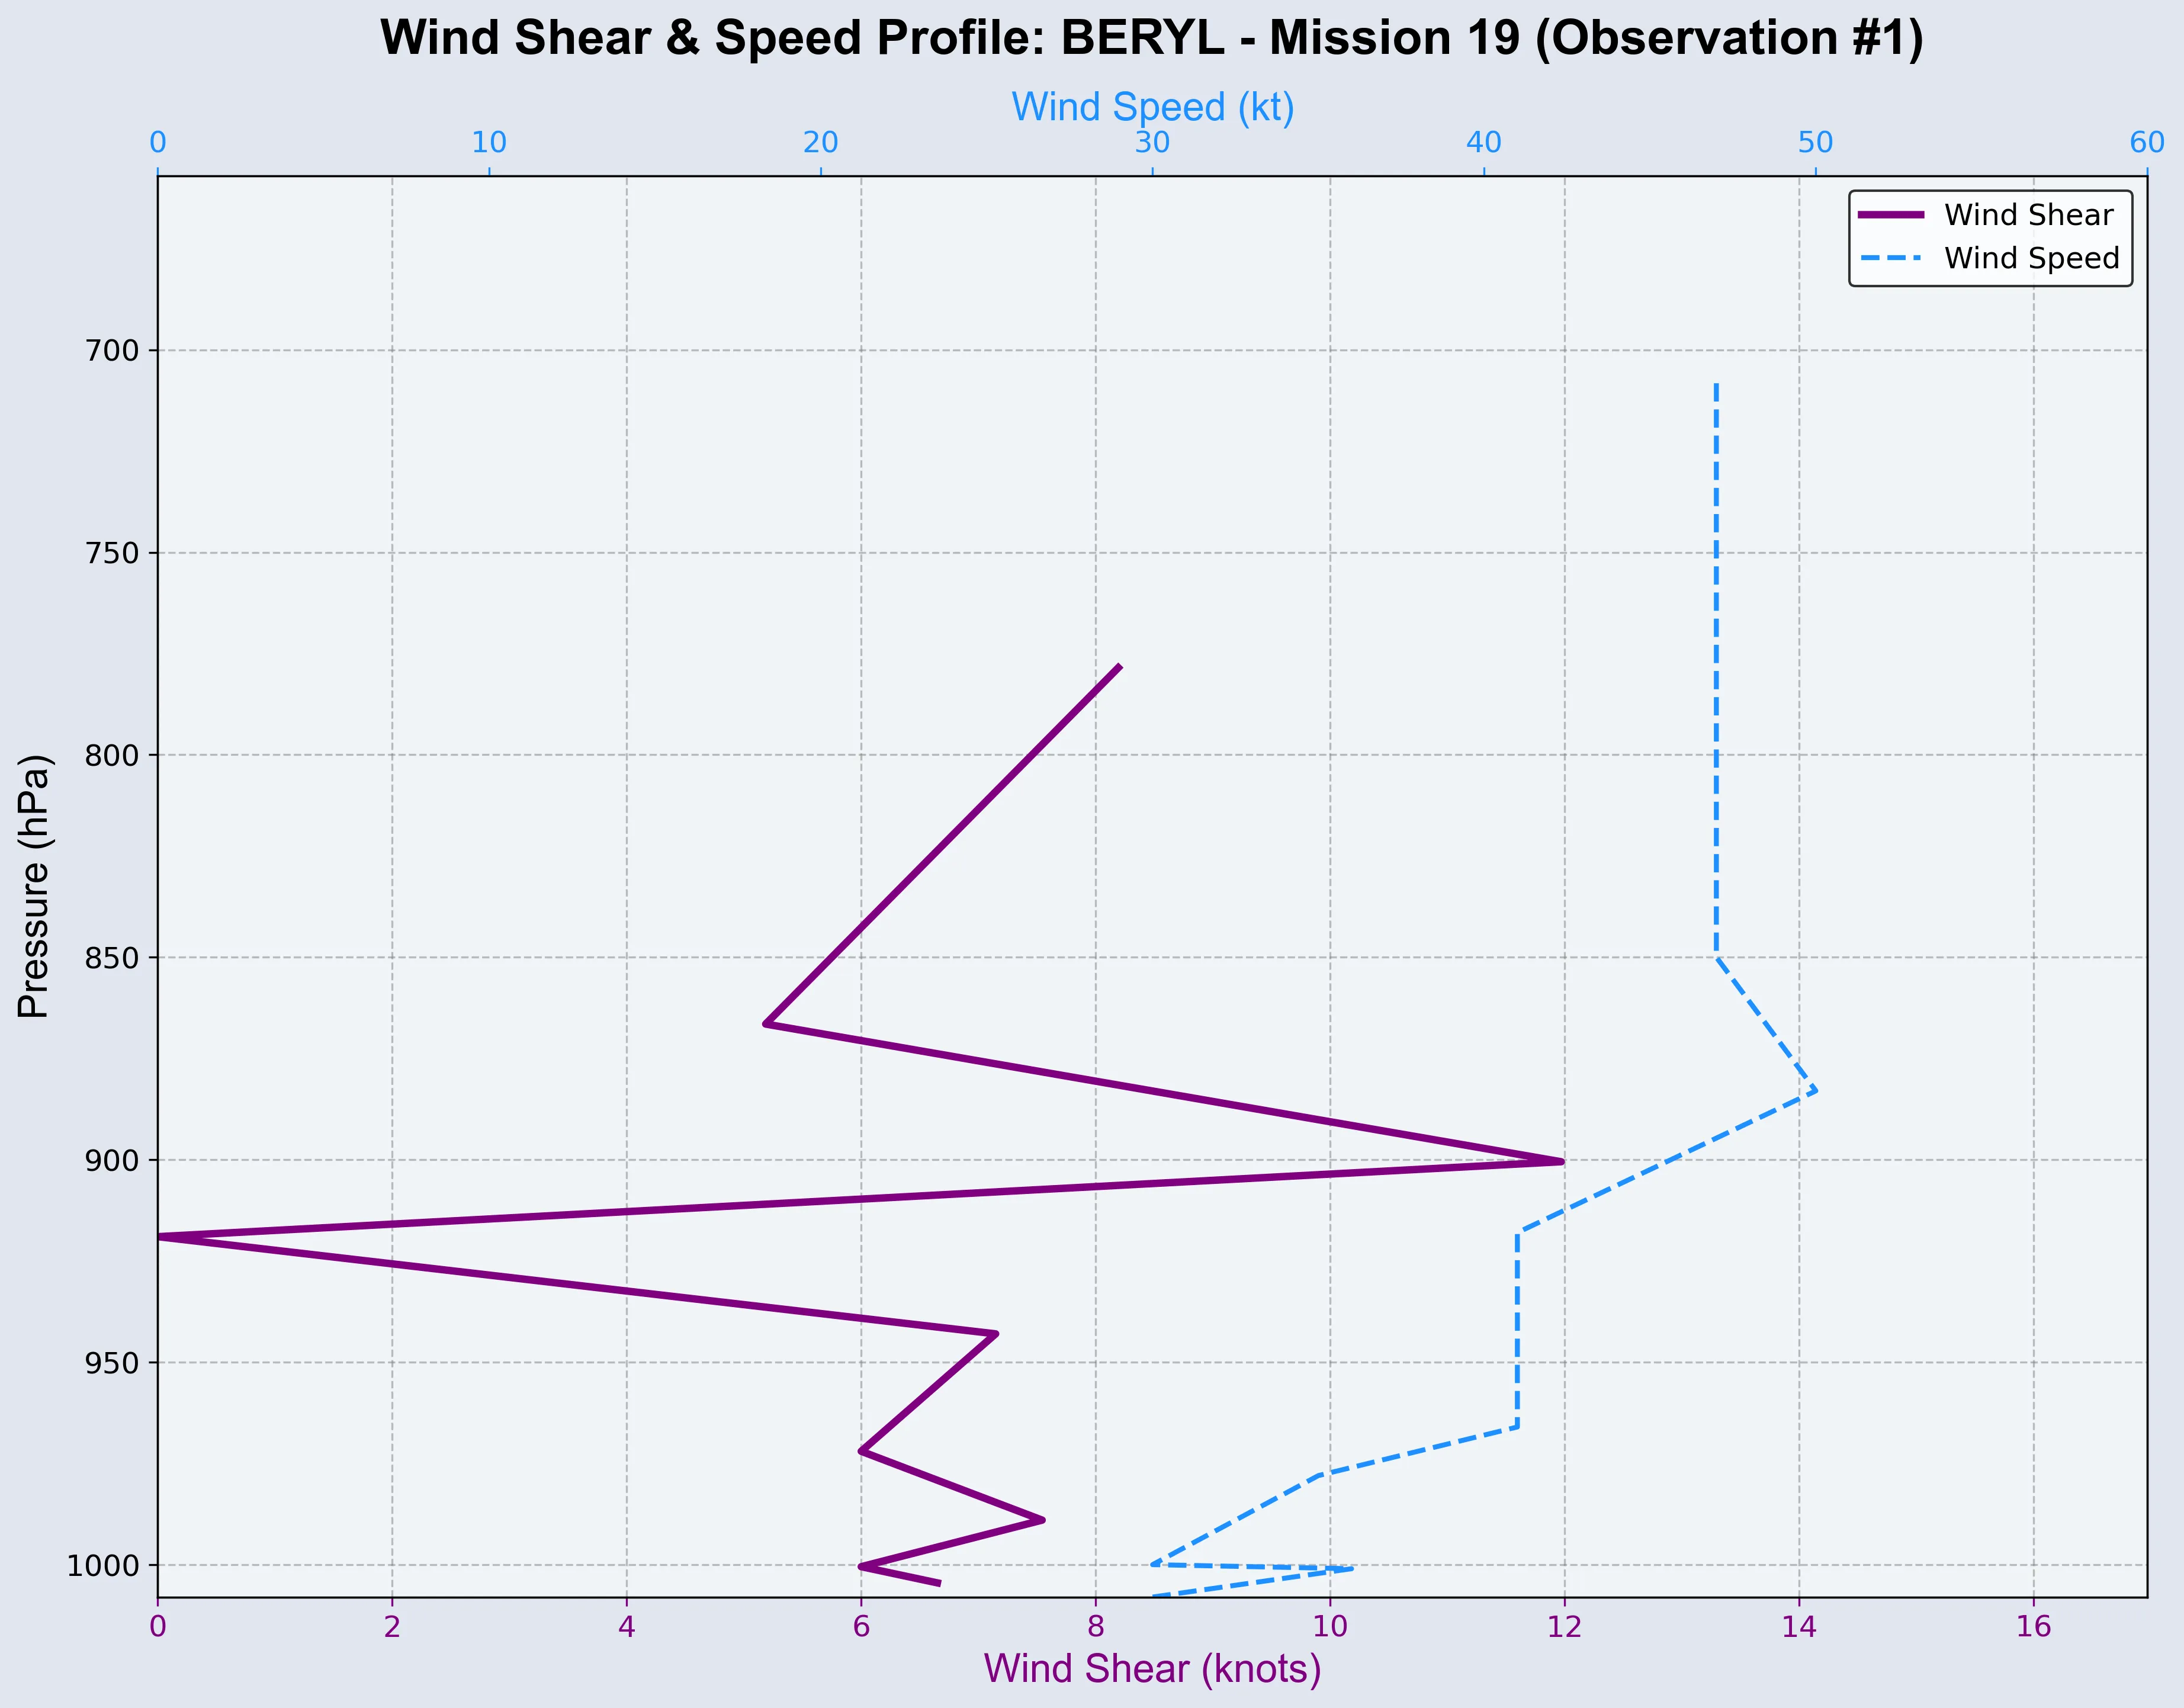 Wind Shear & Speed Profile: BERYL - Mission 19 (Observation #1)
Wind Speed (kt)
0 10 20 30 40 50 60
Wind Shear
Wind Speed
Pressure (hPa)
700
750
800
850
900
950
1000
0 2 4 6 8 10 12 14 16
Wind Shear (knots)